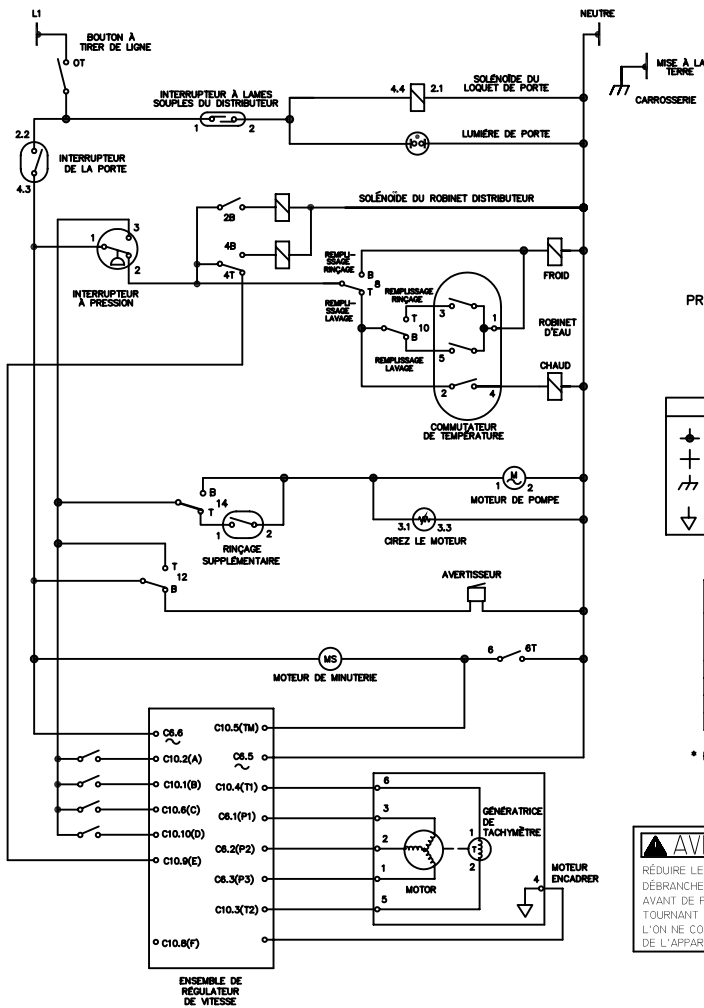 L1
NEUTRE
BOUTON À
TIRER DE LIGNE
OT
MISE À LA
TERRE
CARROSSERIE
INTERRUPTEUR À LAMES
SOUPLES DU DISTRIBUTEUR
1 2
4.4 2.1
SOLÉNOÏDE DU
LOQUET DE PORTE
LUMIÉRE DE PORTE
2.2
4.3
INTERRUPTEUR
DE LA PORTE
2B
SOLÉNOÏDE DU ROBINET DISTRIBUTEUR
4B
4T
1
3
2
INTERRUPTEUR
À PRESSION
REMPLI-
SSAGE
RINÇAGE
B
8
T
REMPLI-
SSAGE
LAVAGE
REMPLISSAGE
RINÇAGE
T
10
B
REMPLISSAGE
LAVAGE
3
1
5
2 4
FROID
ROBINET
D'EAU
CHAUD
COMMUTATEUR
DE TEMPÉRATURE
PR
B
14
T
1 2
RINÇAGE
SUPPLÉMENTAIRE
1 M 2
MOTEUR DE POMPE
3.1 3.3
CIREZ LE MOTEUR
T
12
B
AVERTISSEUR
MS
MOTEUR DE MINUTERIE
6 6T
C6.6
C10.2(A)
C10.1(B)
C10.6(C)
C10.10(D)
C10.9(E)
C10.8(F)
C10.5(TM)
C6.5
C10.4(T1)
C6.1(P1)
C6.2(P2)
C6.3(P3)
C10.3(T2)
ENSEMBLE DE
RÉGULATEUR
DE VITESSE
6
3
2
1
5
MOTOR
GÉNÉRATRICE
DE
TACHYMÈTRE
1
T
2
4
MOTEUR
ENCADRER
*
AVE
RÉDUIRE LE
DÉBRANCHE
AVANT DE F
TOURNANT
L'ON NE CO
DE L'APPAR